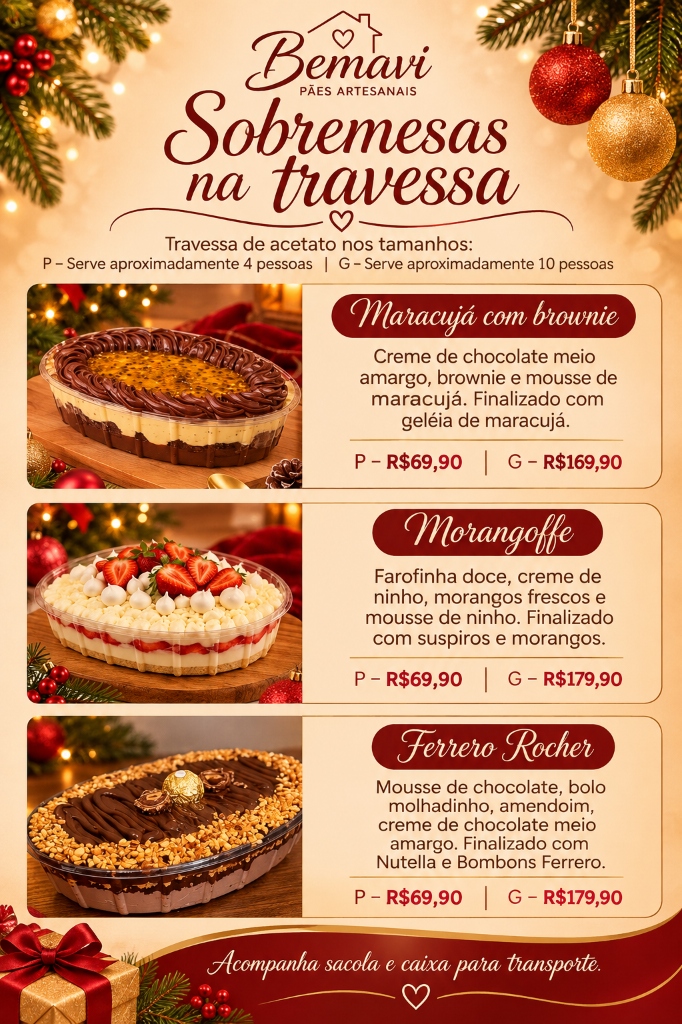 Bemavi
PÃES ARTESANAIS
Sobremesas
na travessa
Travessa de acetato nos tamanhos:
P – Serve aproximadamente 4 pessoas | G – Serve aproximadamente 10 pessoas
Maracujá com brownie
Creme de chocolate meio
amargo, brownie e mousse de
maracujá. Finalizado com
geléia de maracujá.
P – R$69,90 | G – R$169,90
Morangoffe
Farofinha doce, creme de
ninho, morangos frescos e
mousse de ninho. Finalizado
com suspiros e morangos.
P – R$69,90 | G – R$179,90
Ferrero Rocher
Mousse de chocolate, bolo
molhadinho, amendoim,
creme de chocolate meio
amargo. Finalizado com
Nutella e Bombons Ferrero.
P – R$69,90 | G – R$179,90
Acompanha sacola e caixa para transporte.